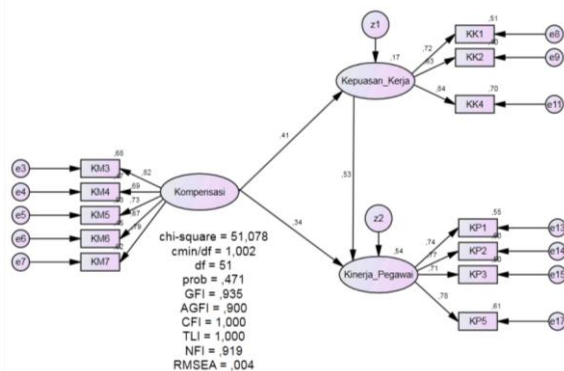 z1
,17
Kepuasan_Kerja
,72
,51
KK1
e8
KK2
e9
,84
,70
KK4
e11
,41
,53
,66
e3
KM3
,82
e4
KM4
,69
e5
KM5
,73
e6
KM6
e7
KM7
,79
Kompensasi
,34
z2
,54
Kinerja_Pegawai
,74
,55
KP1
e13
,77
KP2
e14
,71
KP3
e15
,78
,61
KP5
e17
chi-square = 51,078
cmin/df = 1,002
df = 51
prob = ,471
GFI = ,935
AGFI = ,900
CFI = 1,000
TLI = 1,000
NFI = ,919
RMSEA = ,004